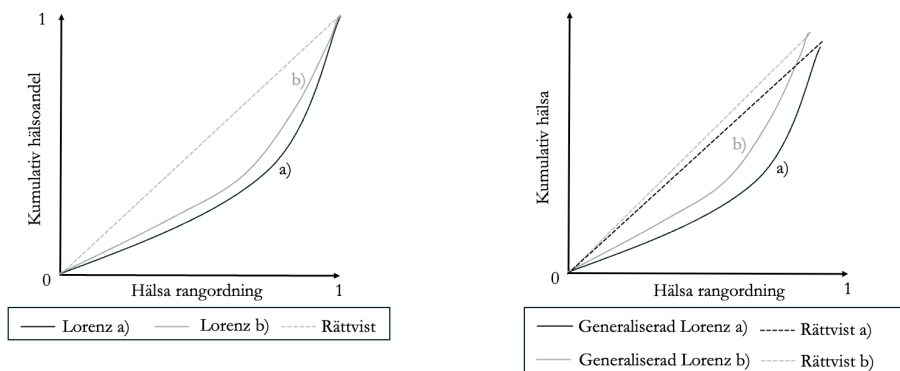 1
Kumulativ hälsoandel
b)
a)
0
Hälsa rangordning
1
Lorenz a)
Lorenz b)
Rättvist
Kumulativ hälsa
b)
a)
0
Hälsa rangordning
1
Generaliserad Lorenz a)
Rättvist a)
Generaliserad Lorenz b)
Rättvist b)